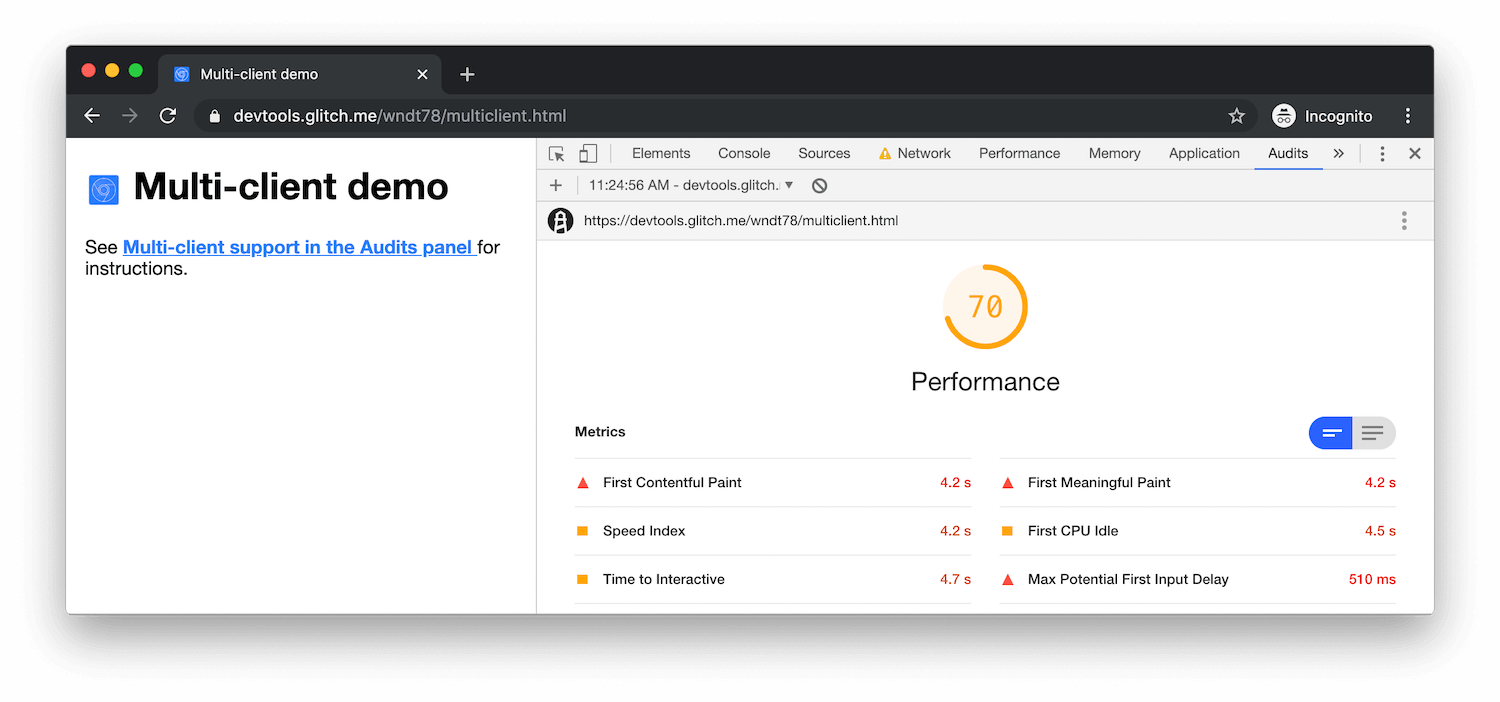 Multi-client demo
devtools.glitch.me/wndt78/multiclient.html
Incognito
Multi-client demo
See Multi-client support in the Audits panel for
instructions.
Elements Console Sources Network Performance Memory Application Audits
11:24:56 AM - devtools.glitch.
https://devtools.glitch.me/wndt78/multiclient.html
70
Performance
Metrics
First Contentful Paint 4.2 s
First Meaningful Paint 4.2 s
Speed Index 4.2 s
First CPU Idle 4.5 s
Time to Interactive 4.7 s
Max Potential First Input Delay 510 ms